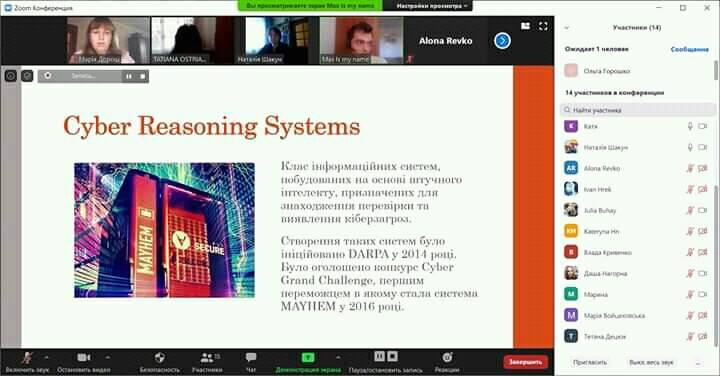 Zoom Конференция
Вы просматриваете экран Max Is my name
Настройки просмотра
Марія Дорош
TATIANA OSTRIA...
Наталія Шакун
Max Is my name
Alona Revko
Запись...
Cyber Reasoning Systems
Клас інформаційних систем,
побудованих на основі штучного
інтелекту, призначених для
знаходження перевірки та
виявлення кіберзагроз.
Створення таких систем було
ініційовано DARPA у 2014 році.
Було оголошено конкурс Cyber
Grand Challenge, першим
переможцем в якому стала система
MAYHEM у 2016 році.
MAYHEM
SECURE
Участники (14)
Ожидает 1 человек
Сообщение
Ольга Горошко
14 участников в конференции
Найти участника
K Катя
Наталія Шакун
AR Alona Revko
Ivan Hrek
Julia Buhay
KH Kateryna Hn
В Влада Кривенко
Даша Нагорна
М Марина
М Марія Войцеховська
Т Тетяна Децюк
Включить звук
Остановить видео
Безопасность
15
Участники
Чат
Демонстрация экрана
Пауза/остановить запись
Реакции
Завершить
Пригласить
Выкл. весь звук
...